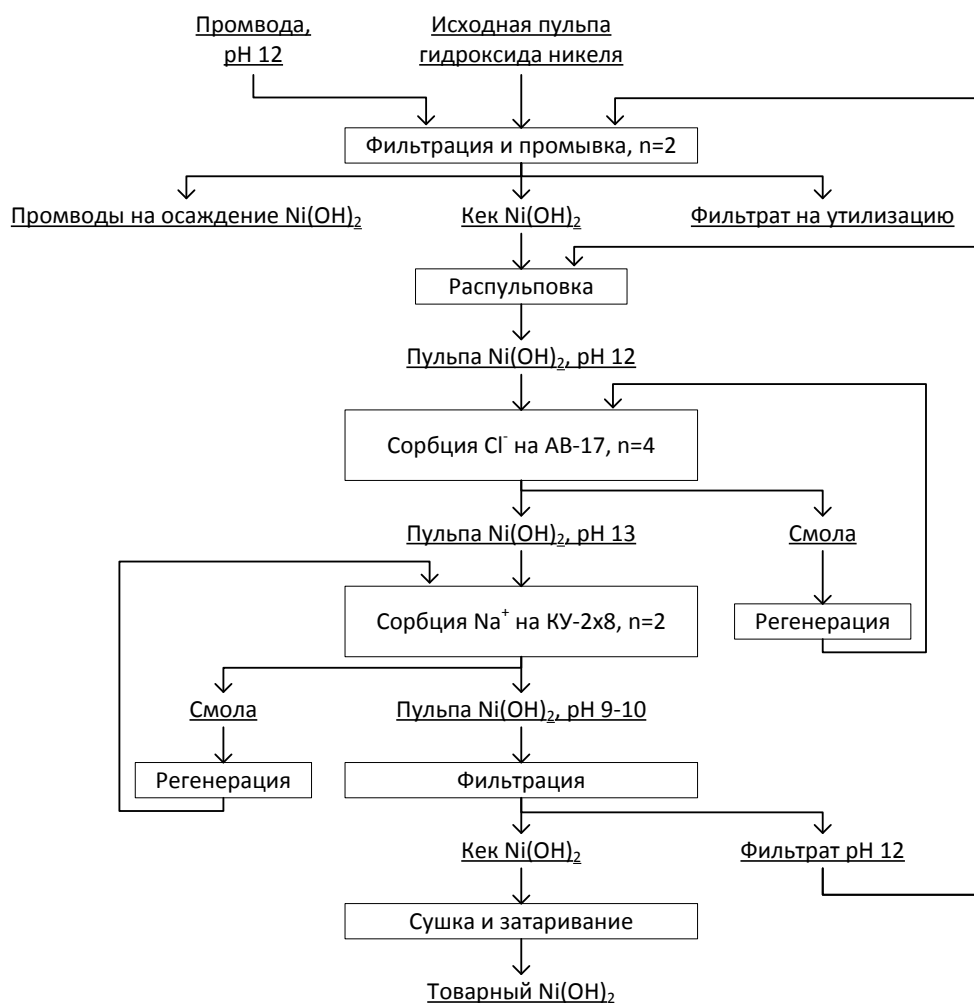 Промвода,
pH 12
Исходная пульпа
гидроксида никеля
Фильтрация и промывка, n=2
Промводы на осаждение Ni(OH)₂
Кек Ni(OH)₂
Фильтрат на утилизацию
Распульповка
Пульпа Ni(OH)₂, pH 12
Сорбция Cl⁻ на АВ-17, n=4
Пульпа Ni(OH)₂, pH 13
Смола
Сорбция Na⁺ на КУ-2х8, n=2
Регенерация
Смола
Пульпа Ni(OH)₂, pH 9-10
Регенерация
Фильтрация
Кек Ni(OH)₂
Фильтрат pH 12
Сушка и затаривание
Товарный Ni(OH)₂